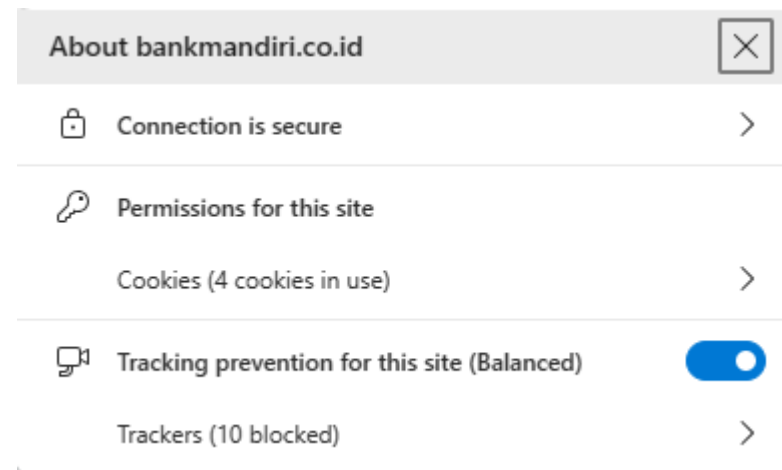 About bankmandiri.co.id
Connection is secure
Permissions for this site
Cookies (4 cookies in use)
Tracking prevention for this site (Balanced)
Trackers (10 blocked)